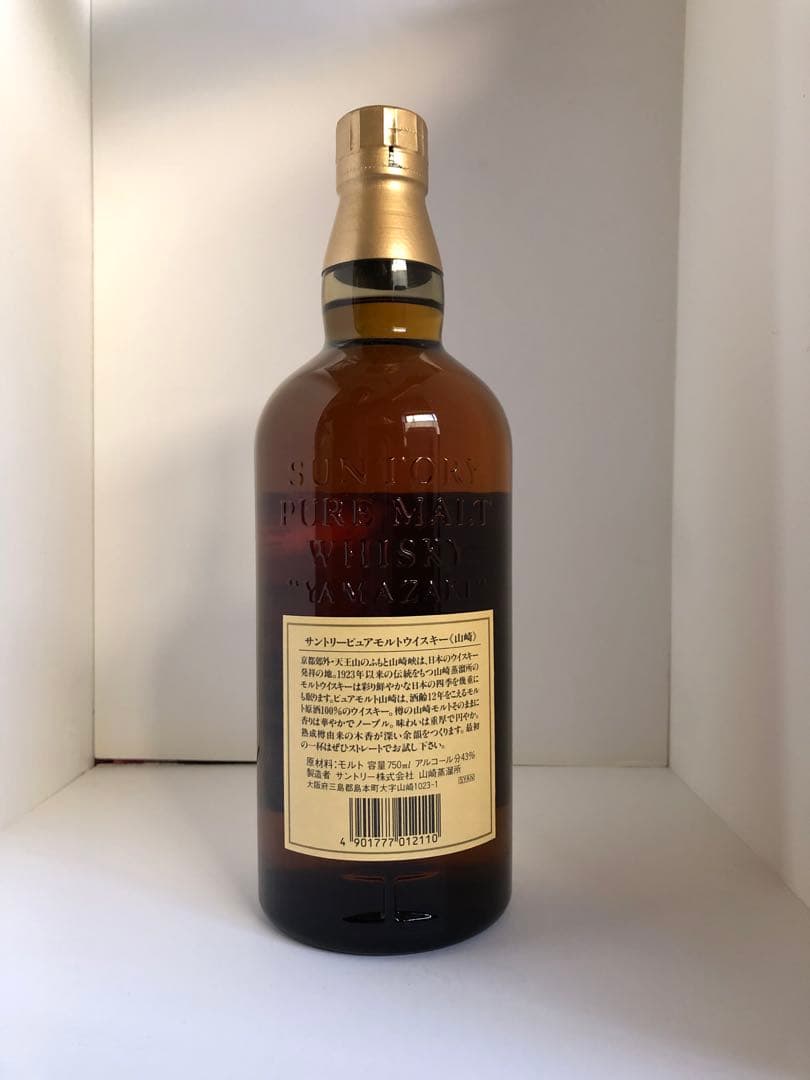 SUNTORY
PURE MALT
WHISKY
"YAMAZAKI"
サントリーピュアモルトウイスキー《山崎》
京都郊外・天王山のふもと山崎峡は、日本のウイスキー
発祥の地。1923年以来の伝統をもつ山崎蒸溜所の
モルトウイスキーは彩り鮮やかな日本の四季を幾重に
も眠ります。ピュアモルト山崎は、酒齢12年をこえるモル
ト原酒100%のウイスキー。樽の山崎モルトそのままに
香りは華やかでノーブル。味わいは重厚で円やか。
熟成樽由来の木香が深い余韻をつくります。最初
の一杯はぜひストレートでお試し下さい。
原材料:モルト 容量750ml アルコール分43%
製造者 サントリー株式会社 山崎蒸溜所
大阪府三島郡島本町大字山崎1023-1
SYAN
4 901777 012110